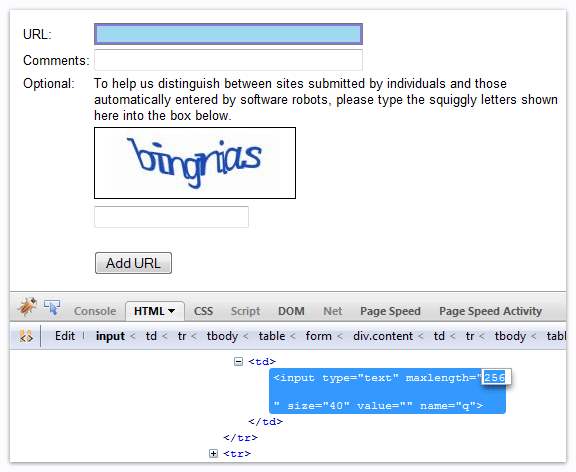 URL:
Comments:
Optional: To help us distinguish between sites submitted by individuals and those
automatically entered by software robots, please type the squiggly letters shown
here into the box below.
bingrias
Add URL
Console HTML CSS Script DOM Net Page Speed Page Speed Activity
Edit input < td < tr < tbody < table < form < div.content < td < tr < tbody < tab
<td>
<input type="text" maxlength="256
" size="40" value="" name="q">
</td>
</tr>
<tr>